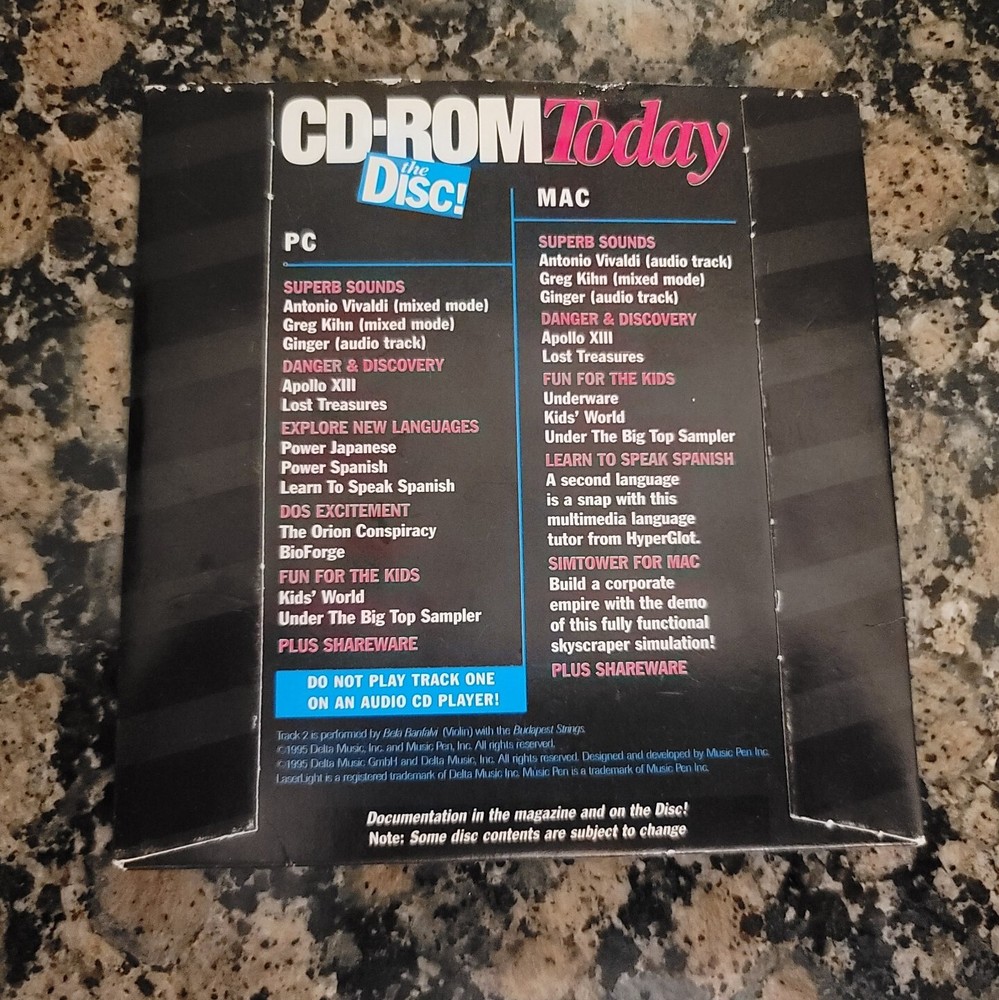 CD-ROM Today
the
Disc!
PC
SUPERB SOUNDS
Antonio Vivaldi (mixed mode)
Greg Kihn (mixed mode)
Ginger (audio track)
DANGER & DISCOVERY
Apollo XIII
Lost Treasures
EXPLORE NEW LANGUAGES
Power Japanese
Power Spanish
Learn To Speak Spanish
DOS EXCITEMENT
The Orion Conspiracy
BioForge
FUN FOR THE KIDS
Kids' World
Under The Big Top Sampler
PLUS SHAREWARE
DO NOT PLAY TRACK ONE
ON AN AUDIO CD PLAYER!
MAC
SUPERB SOUNDS
Antonio Vivaldi (audio track)
Greg Kihn (mixed mode)
Ginger (audio track)
DANGER & DISCOVERY
Apollo XIII
Lost Treasures
FUN FOR THE KIDS
Underware
Kids' World
Under The Big Top Sampler
LEARN TO SPEAK SPANISH
A second language
is a snap with this
multimedia language
tutor from HyperGlot.
SIMTOWER FOR MAC
Build a corporate
empire with the demo
of this fully functional
skyscraper simulation!
PLUS SHAREWARE
Track 2 is performed by Bela Banfalvi (Violin) with the Budapest Strings.
©1995 Delta Music, Inc. and Music Pen, Inc. All rights reserved.
©1995 Delta Music GmbH and Delta Music, Inc. All rights reserved. Designed and developed by Music Pen Inc.
LaserLight is a registered trademark of Delta Music Inc. Music Pen is a trademark of Music Pen Inc.
Documentation in the magazine and on the Disc!
Note: Some disc contents are subject to change